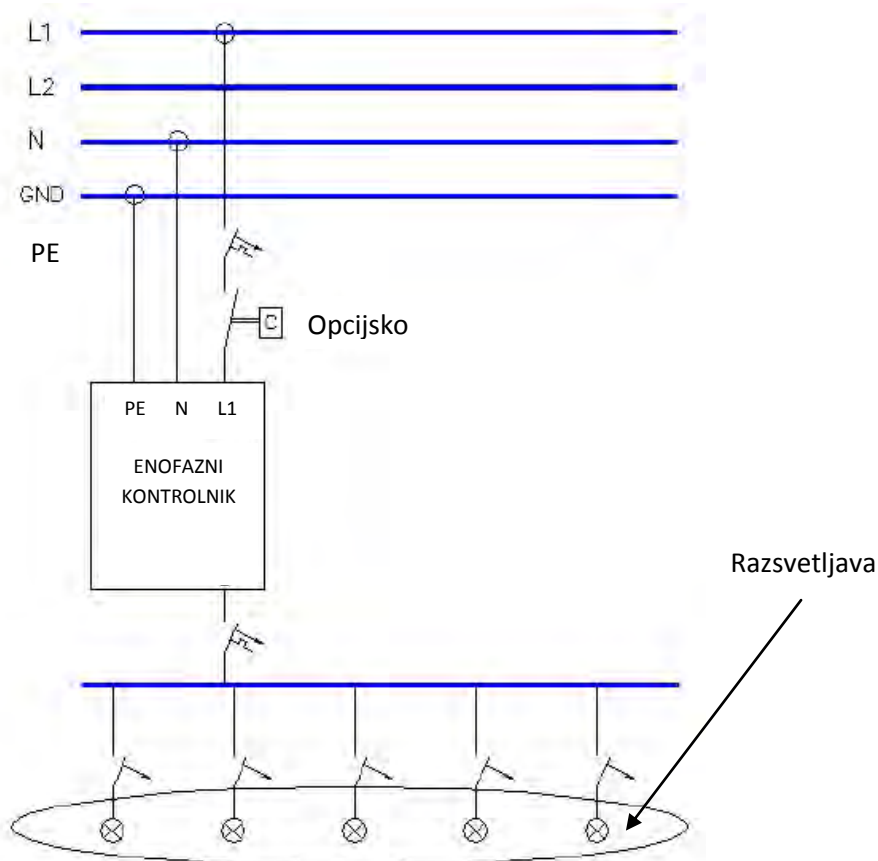 L1
L2
N
GND
PE
C
Opcijsko
PE N L1
ENOFAZNI
KONTROLNIK
Razsvetljava